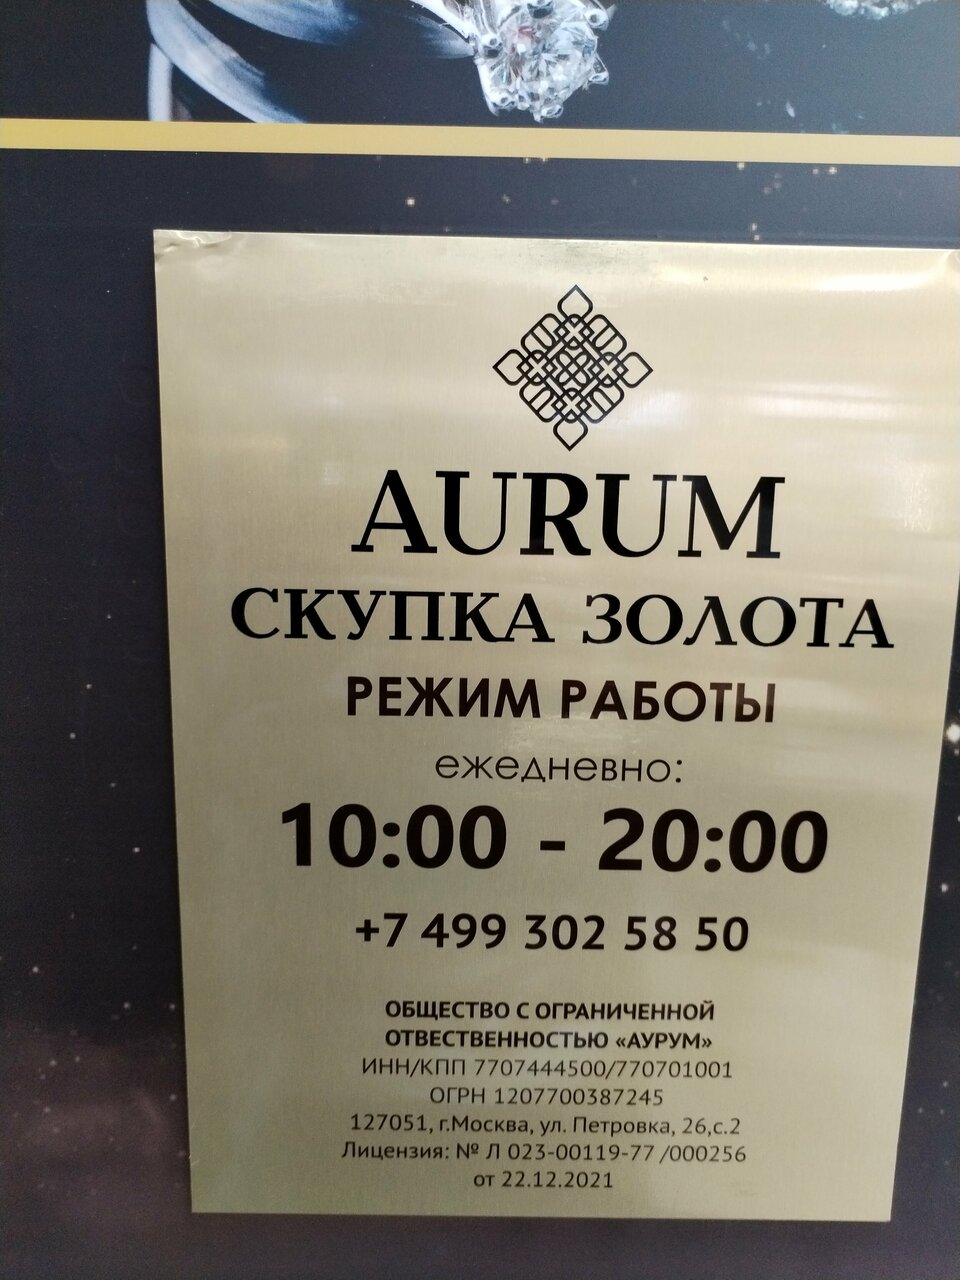 AURUM
СКУПКА ЗОЛОТА
РЕЖИМ РАБОТЫ
ежедневно:
10:00 - 20:00
+7 499 302 58 50
ОБЩЕСТВО С ОГРАНИЧЕННОЙ
ОТВЕСТВЕННОСТЬЮ «АУРУМ»
ИНН/КПП 7707444500/770701001
ОГРН 1207700387245
127051, г.Москва, ул. Петровка, 26,с.2
Лицензия: № Л 023-00119-77 /000256
от 22.12.2021